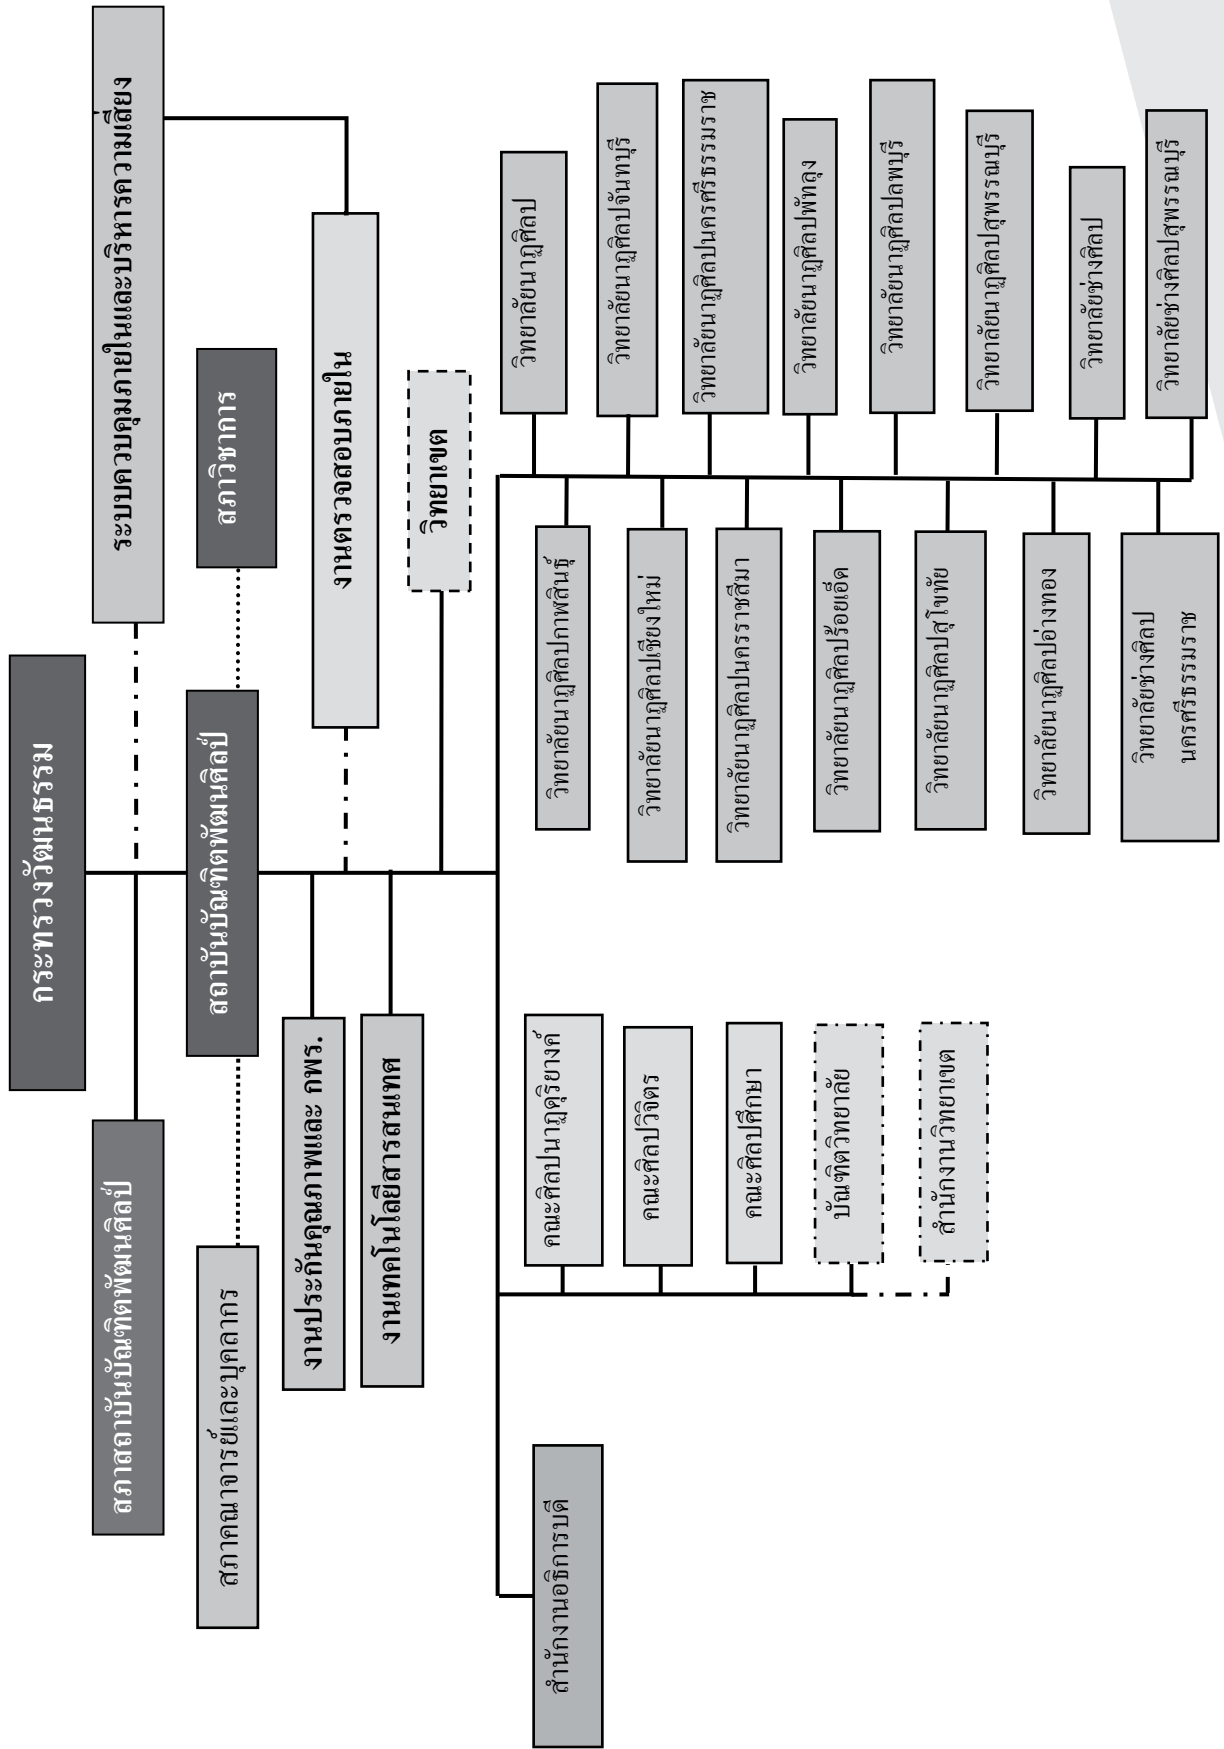 กระทรวงวัฒนธรรม
สภาสถาบันบัณฑิตพัฒนศิลป์
ระบบควบคุมภายในและบริหารความเสี่ยง
สภาคณาจารย์และบุคลากร
สถาบันบัณฑิตพัฒนศิลป์
สภาวิชาการ
งานประกันคุณภาพและ กพร.
งานตรวจสอบภายใน
งานเทคโนโลยีสารสนเทศ
วิทยาเขต
สำนักงานอธิการบดี
คณะศิลปนาฏดุริยางค์
คณะศิลปวิจิตร
คณะศิลปศึกษา
บัณฑิตวิทยาลัย
สำนักงานวิทยาเขต
วิทยาลัยนาฏศิลปกาฬสินธุ์
วิทยาลัยนาฏศิลปเชียงใหม่
วิทยาลัยนาฏศิลปนครราชสีมา
วิทยาลัยนาฏศิลปร้อยเอ็ด
วิทยาลัยนาฏศิลปสุโขทัย
วิทยาลัยนาฏศิลปอ่างทอง
วิทยาลัยช่างศิลป
นครศรีธรรมราช
วิทยาลัยนาฏศิลป
วิทยาลัยนาฏศิลปจันทบุรี
วิทยาลัยนาฏศิลปนครศรีธรรมราช
วิทยาลัยนาฏศิลปพัทลุง
วิทยาลัยนาฏศิลปลพบุรี
วิทยาลัยนาฏศิลปสุพรรณบุรี
วิทยาลัยช่างศิลป
วิทยาลัยช่างศิลปสุพรรณบุรี